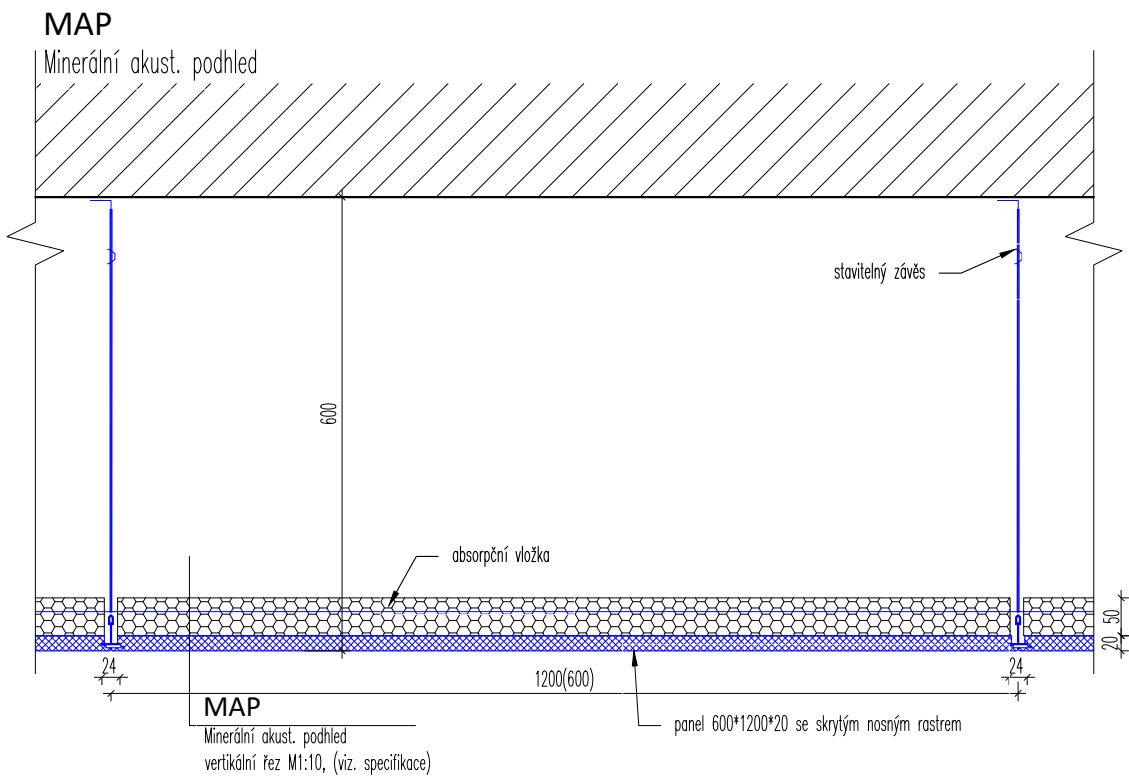 MAP
Minerální akust. podhled
stavitelný závěs
600
absorpční vložka
50
20
24
1200(600)
24
MAP
Minerální akust. podhled
vertikální řez M1:10, (viz. specifikace)
panel 600*1200*20 se skrytým nosným rastrem